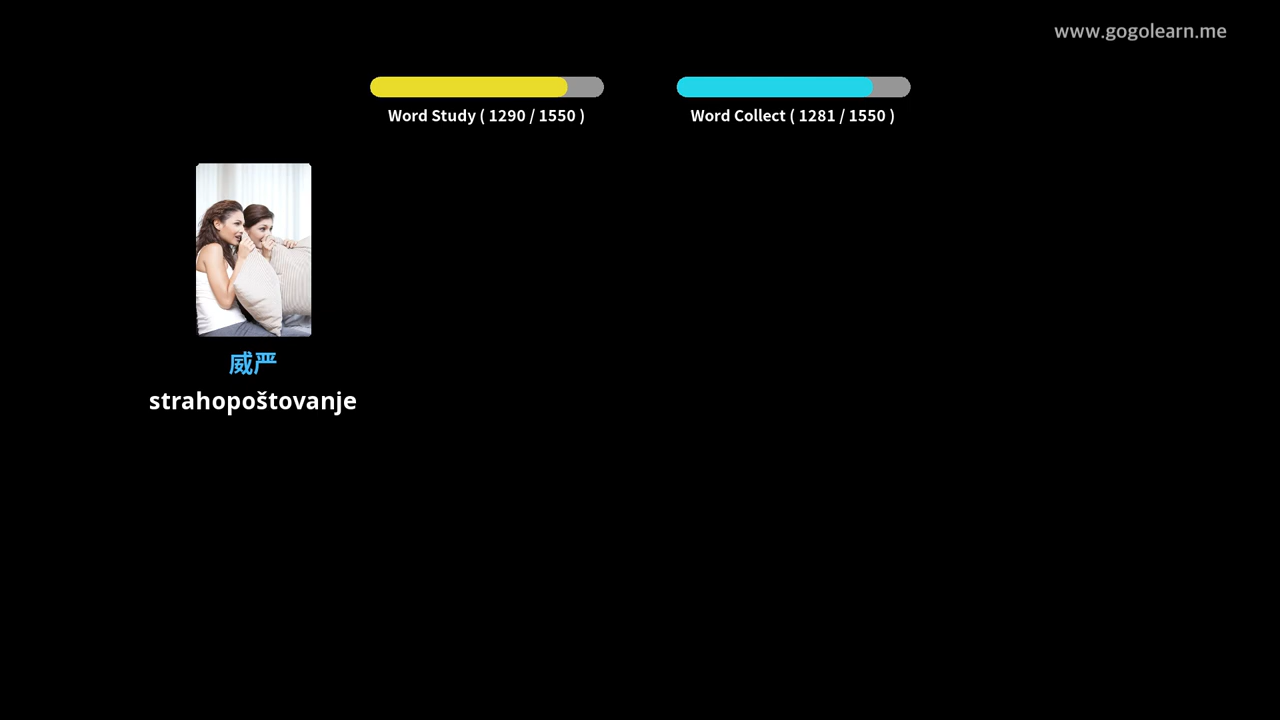 www.gogolearn.me
Word Study ( 1290 / 1550 )
Word Collect ( 1281 / 1550 )
威严
strahopoštovanje